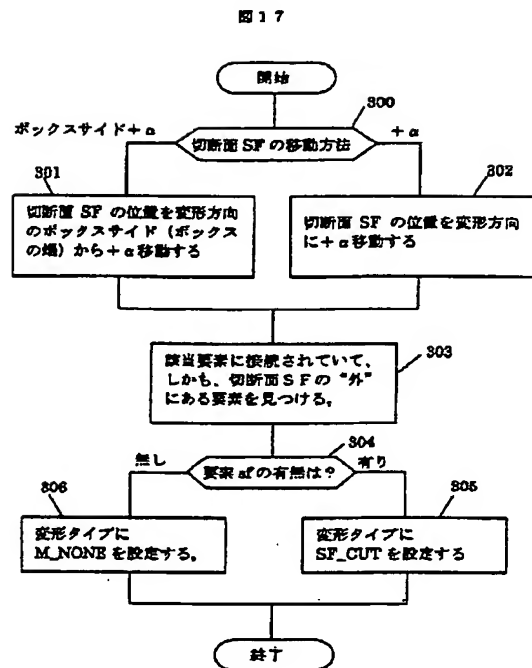 図17
開始
300
ボックスサイド+α
切断面 SF の移動方法
+α
301
302
切断面 SF の位置を変形方向
のボックスサイド(ボックス
の端)から+α移動する
切断面 SF の位置を変形方向
に+α移動する
303
該当要素に接続されていて、
しかも、切断面SFの“外”
にある要素を見つける。
304
無し
要素 sf の有無は?
有り
306
305
変形タイプに
M_NONE を設定する。
変形タイプに
SF_CUT を設定する
終了